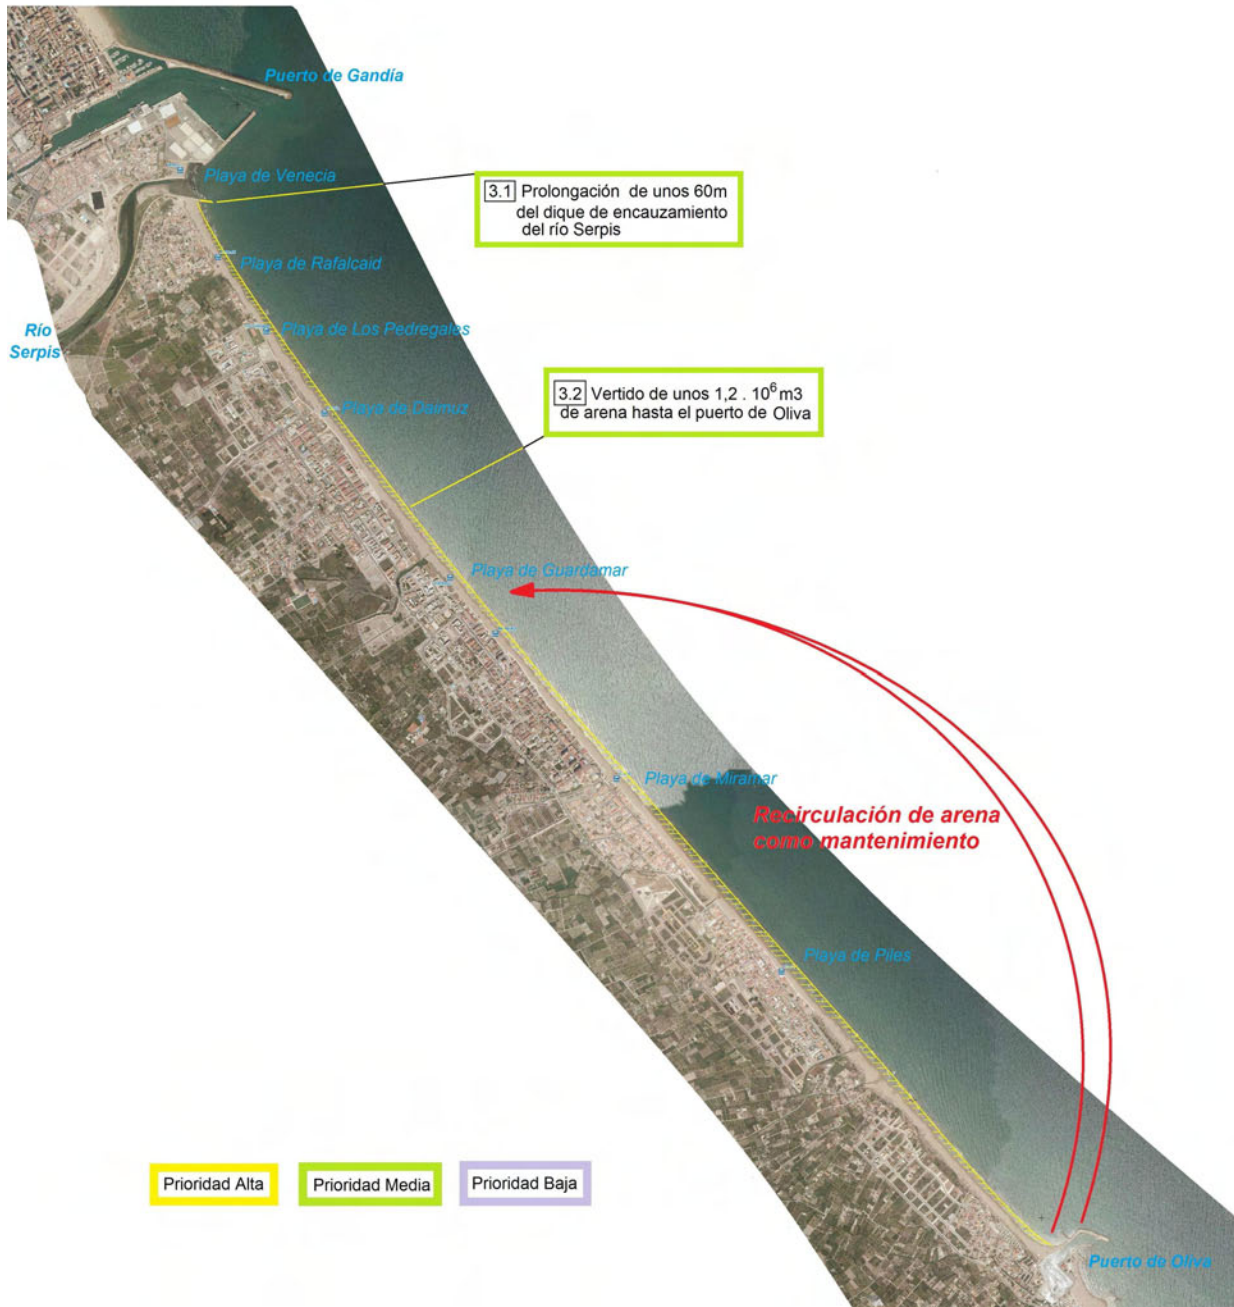 Puerto de Gandía
Playa de Venecia
3.1 Prolongación de unos 60m
del dique de encauzamiento
del río Serpis
Playa de Rafalcaid
Río
Serpis
Playa de Los Pedregales
3.2 Vertido de unos 1,2 . 10⁶ m3
de arena hasta el puerto de Oliva
Playa de Daimuz
Playa de Guardamar
Playa de Miramar
Recirculación de arena
como mantenimiento
Playa de Piles
Prioridad Alta
Prioridad Media
Prioridad Baja
Puerto de Oliva